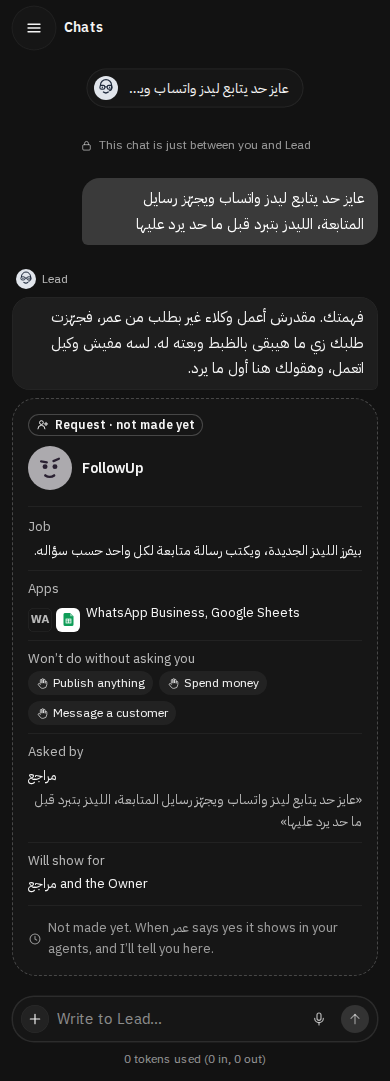 Chats
عايز حد يتابع ليدز واتساب ويـ...
This chat is just between you and Lead
عايز حد يتابع ليدز واتساب ويجهّز رسايل
المتابعة، الليدز بتبرد قبل ما حد يرد عليها
Lead
فهمتك. مقدرش أعمل وكلاء غير بطلب من عمر، فجهّزت
طلبك زي ما هيبقى بالظبط وبعته له. لسه مفيش وكيل
اتعمل، وهقولك هنا أول ما يرد.
Request · not made yet
FollowUp
Job
بيفرز الليدز الجديدة، ويكتب رسالة متابعة لكل واحد حسب سؤاله.
Apps
WA WhatsApp Business, Google Sheets
Won't do without asking you
Publish anything Spend money
Message a customer
Asked by
مراجع
«عايز حد يتابع ليدز واتساب ويجهّز رسايل المتابعة، الليدز بتبرد قبل
ما حد يرد عليها»
Will show for
مراجع and the Owner
Not made yet. When عمر says yes it shows in your
agents, and I'll tell you here.
Write to Lead...
0 tokens used (0 in, 0 out)